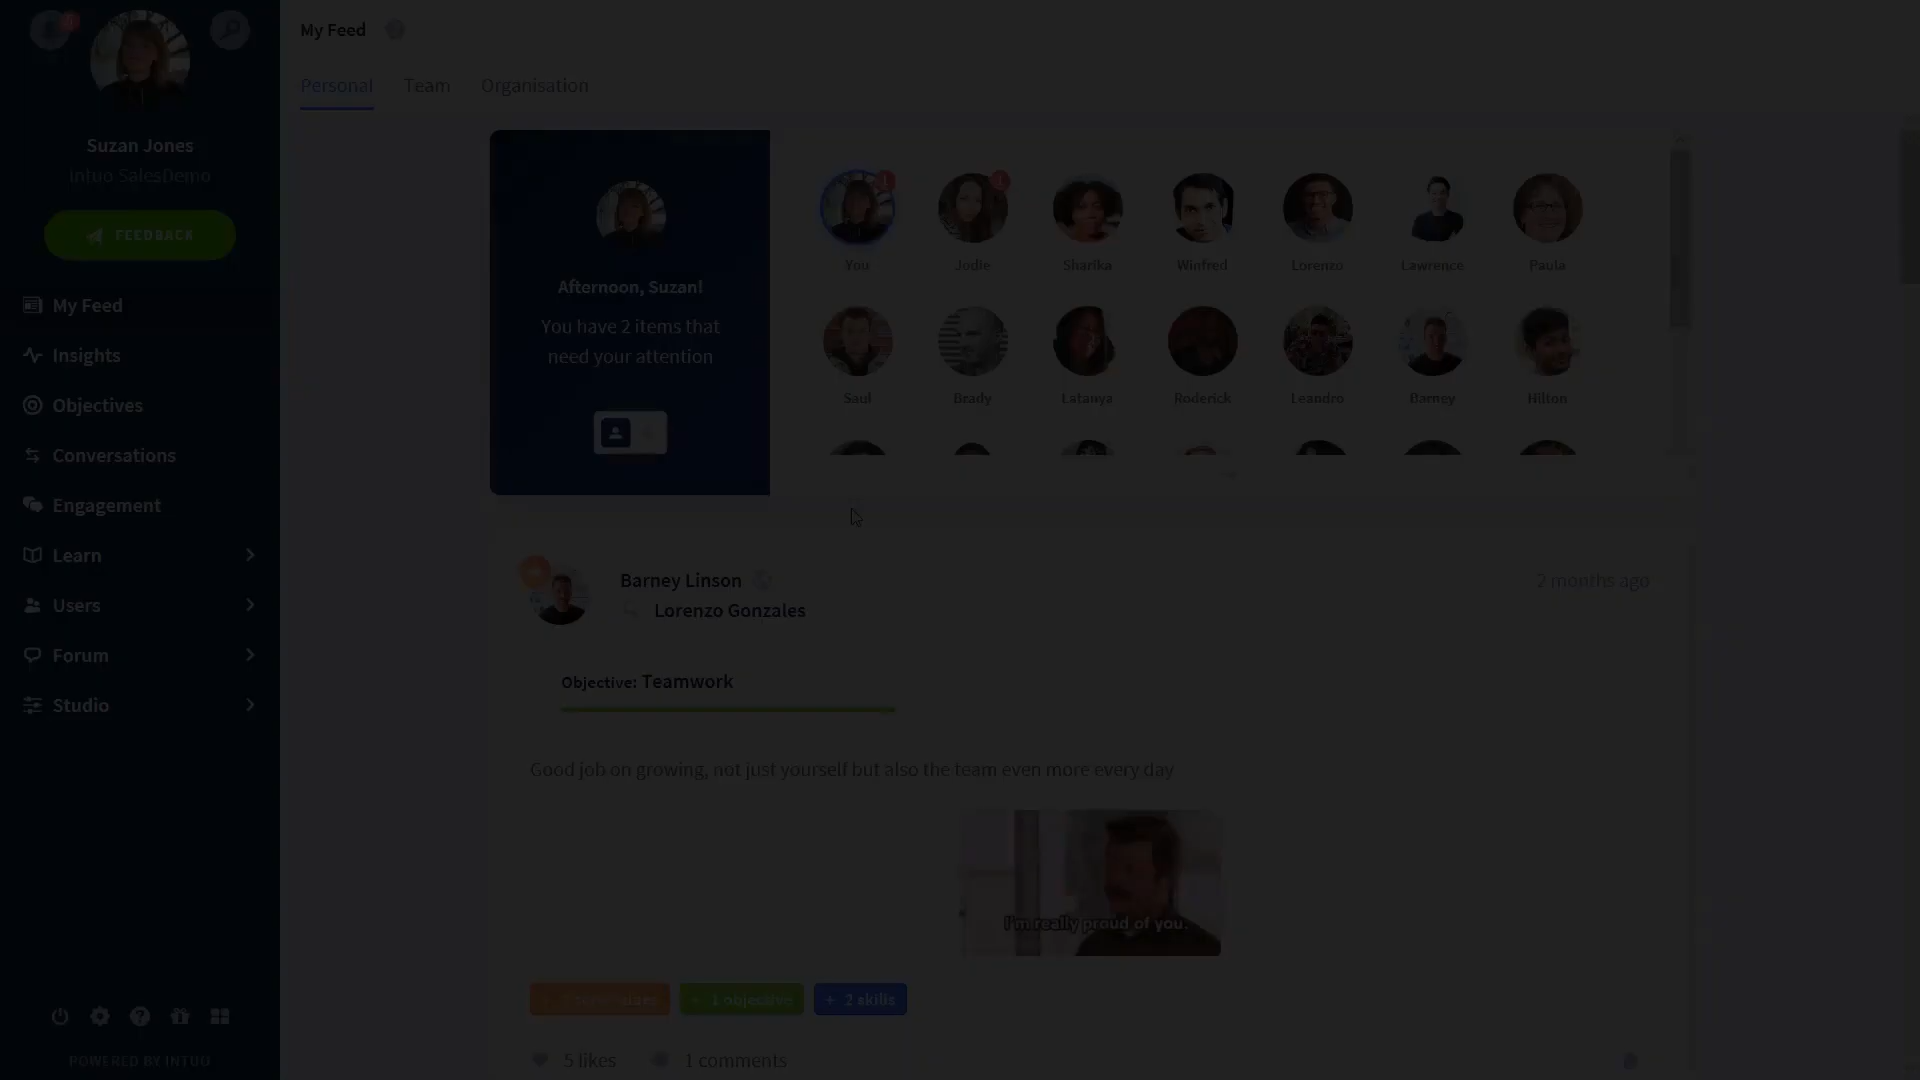 My Feed
Personal
Team
Organisation
Suzan Jones
intuo SalesDemo
FEEDBACK
My Feed
Insights
Objectives
Conversations
Engagement
Learn
Users
Forum
Studio
POWERED BY INTUO
Afternoon, Suzan!
You have 2 items that
need your attention
1
1
You
Jodie
Sharika
Winfred
Lorenzo
Lawrence
Paula
Saul
Brady
Latanya
Roderick
Leandro
Barney
Hilton
Barney Linson
2 months ago
Lorenzo Gonzales
Objective: Teamwork
Good job on growing, not just yourself but also the team even more every day
I'm really proud of you.
+ 1 objective
+ 2 skills
5 likes
1 comments